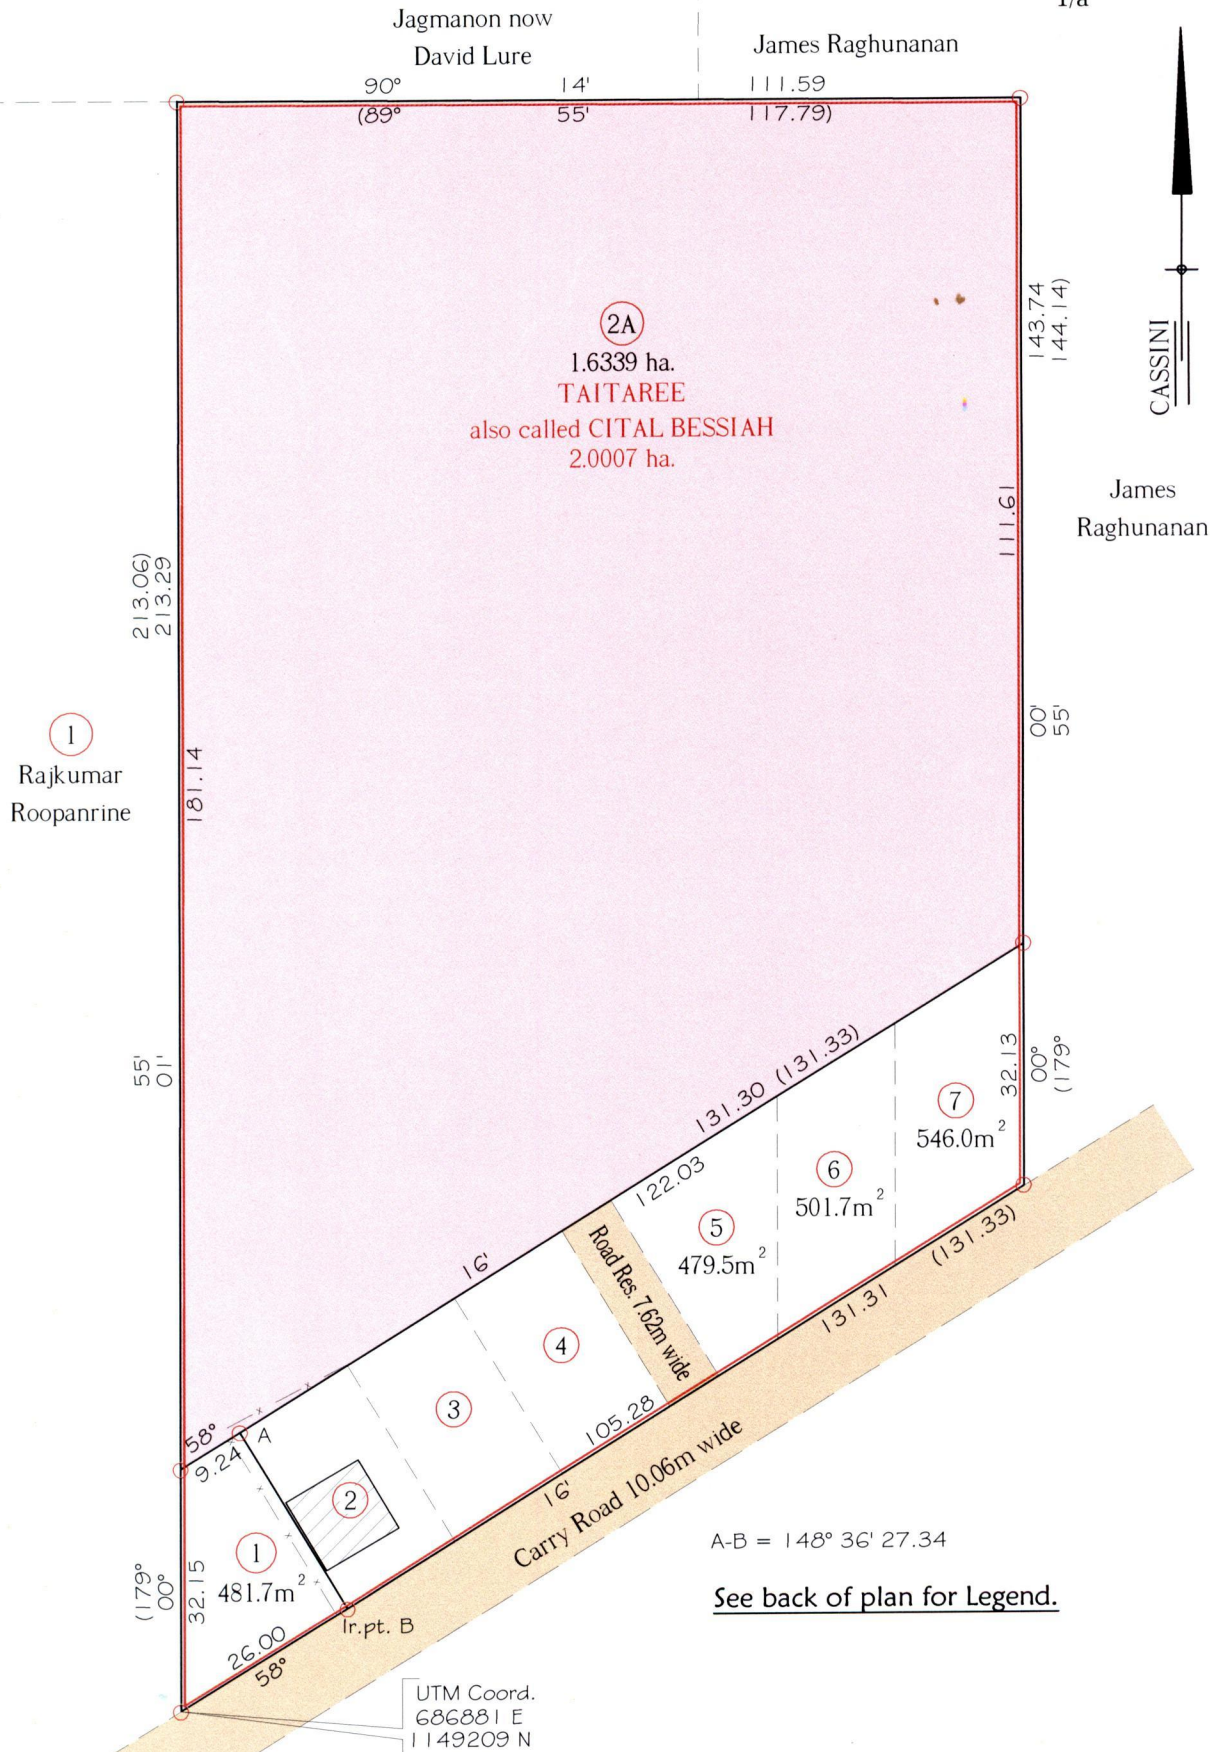 1/a
Jagmanon now
David Lure
James Raghunanan
90° 14' 111.59
(89° 55' 117.79)
2A
1.6339 ha.
TAITAREE
also called CITAL BESSIAH
2.0007 ha.
143.74
144.14)
CASSINI
James
Raghunanan
111.61
213.06)
213.29
00'
55'
1
Rajkumar
Roopanrine
181.14
55'
01'
32.13
00°
(179°
131.30 (131.33)
122.03
16'
7
546.0m²
6
501.7m²
5
479.5m²
Road Res. 7.62m wide
4
3
2
58°
9.24
A
(131.33)
131.31
105.28
16'
Carry Road 10.06m wide
1
481.7m²
(179°
00°
32.15
26.00
58°
Ir.pt. B
A-B = 148° 36' 27.34
See back of plan for Legend.
UTM Coord.
686881 E
1149209 N